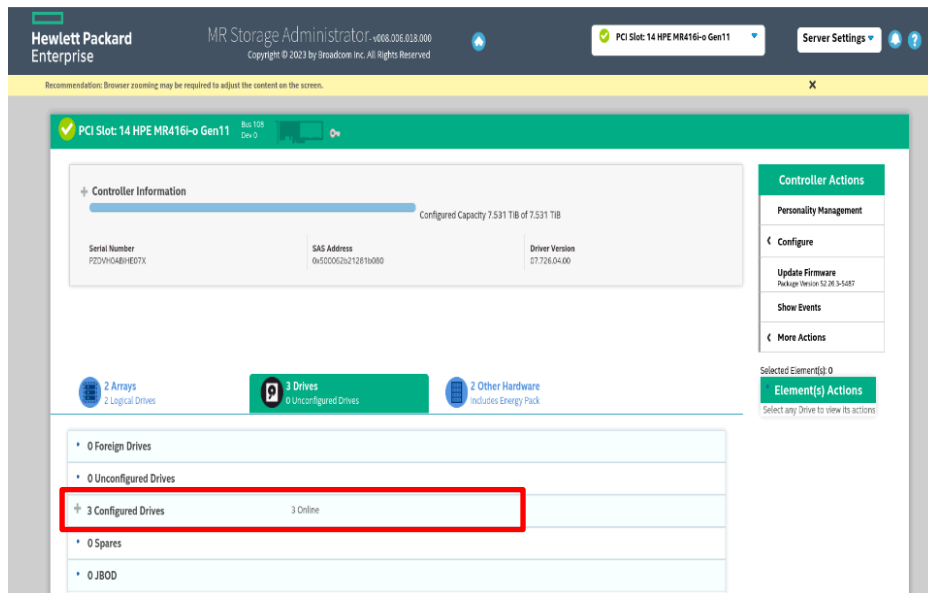 Hewlett Packard
Enterprise
MR Storage Administrator- v008.006.018.000
Copyright © 2023 by Broadcom Inc. All Rights Reserved
PCI Slot: 14 HPE MR416i-o Gen11
Server Settings
Recommendation: Browser zooming may be required to adjust the content on the screen.
X
PCI Slot: 14 HPE MR416i-o Gen11
Bus 108
Dev 0
Controller Information
Configured Capacity 7.531 TIB of 7.531 TIB
Serial Number
PZDVH0ABIHE07X
SAS Address
0x500062b21281b080
Driver Version
07.726.04.00
Controller Actions
Personality Management
Configure
Update Firmware
Package Version 52.26.3-5487
Show Events
More Actions
2 Arrays
2 Logical Drives
3 Drives
0 Unconfigured Drives
2 Other Hardware
Includes Energy Pack
Selected Element(s): 0
Element(s) Actions
Select any Drive to view its actions
0 Foreign Drives
0 Unconfigured Drives
3 Configured Drives
3 Online
0 Spares
0 JBOD